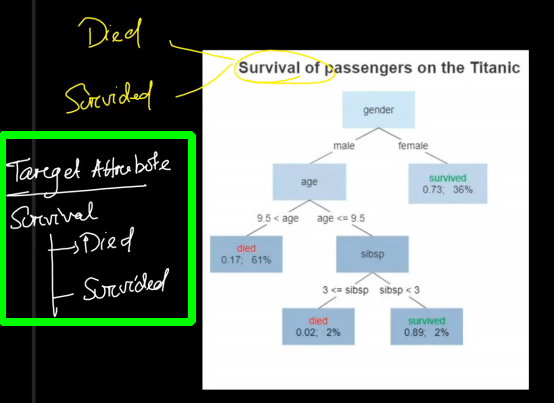 Died
Survided
Target Attrubote
Survival
Died
Survided
Survival of passengers on the Titanic
gender
male female
age
survived
0.73; 36%
9.5 < age age <= 9.5
died
0.17; 61%
sibsp
3 <= sibsp sibsp < 3
died
0.02; 2%
survived
0.89; 2%